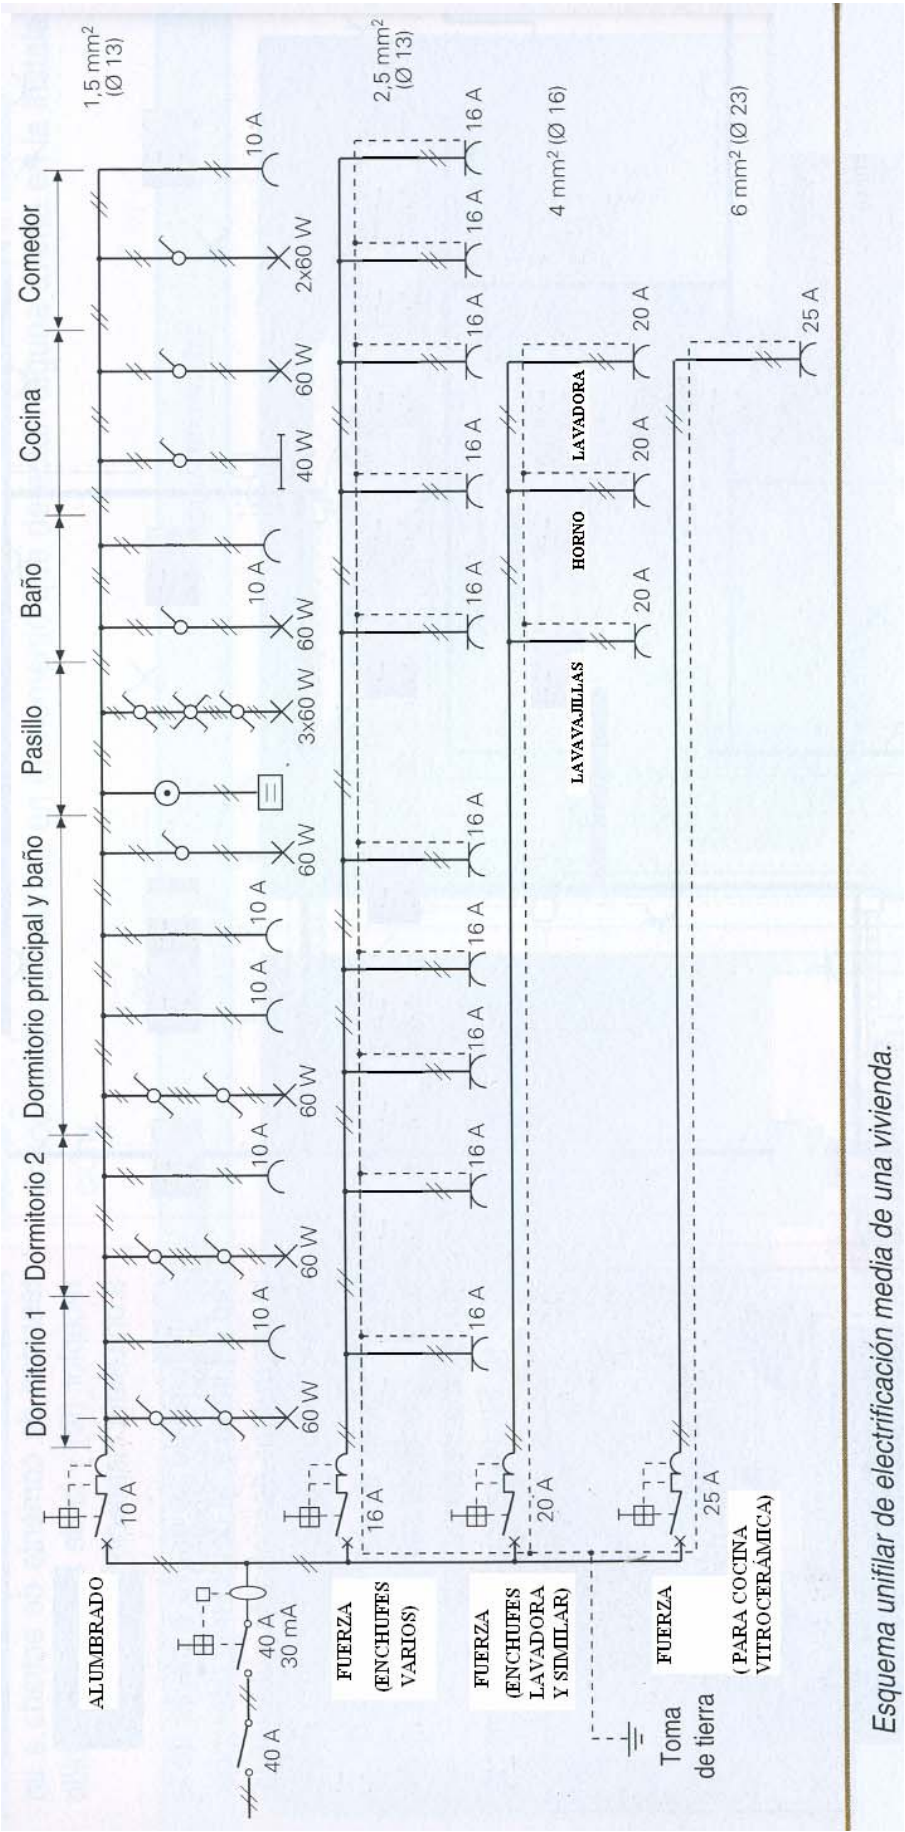 Dormitorio 1
Dormitorio 2
Dormitorio principal y baño
Pasillo
Baño
Cocina
Comedor
1,5 mm²
(Ø 13)
ALUMBRADO
10 A
60 W
10 A
60 W
10 A
60 W
10 A
10 A
60 W
3x60 W
60 W
10 A
40 W
60 W
2x60 W
10 A
40 A
40 A
30 mA
2,5 mm²
(Ø 13)
FUERZA
(ENCHUFES
VARIOS)
16 A
16 A
16 A
16 A
16 A
16 A
16 A
16 A
16 A
16 A
16 A
4 mm² (Ø 16)
FUERZA
(ENCHUFES
LAVADORA
Y SIMILAR)
20 A
LAVAVAJILLAS
20 A
HORNO
20 A
LAVADORA
20 A
6 mm² (Ø 23)
FUERZA
( PARA COCINA
VITROCERÁMICA)
25 A
25 A
Toma
de tierra
Esquema unifilar de electrificación media de una vivienda.